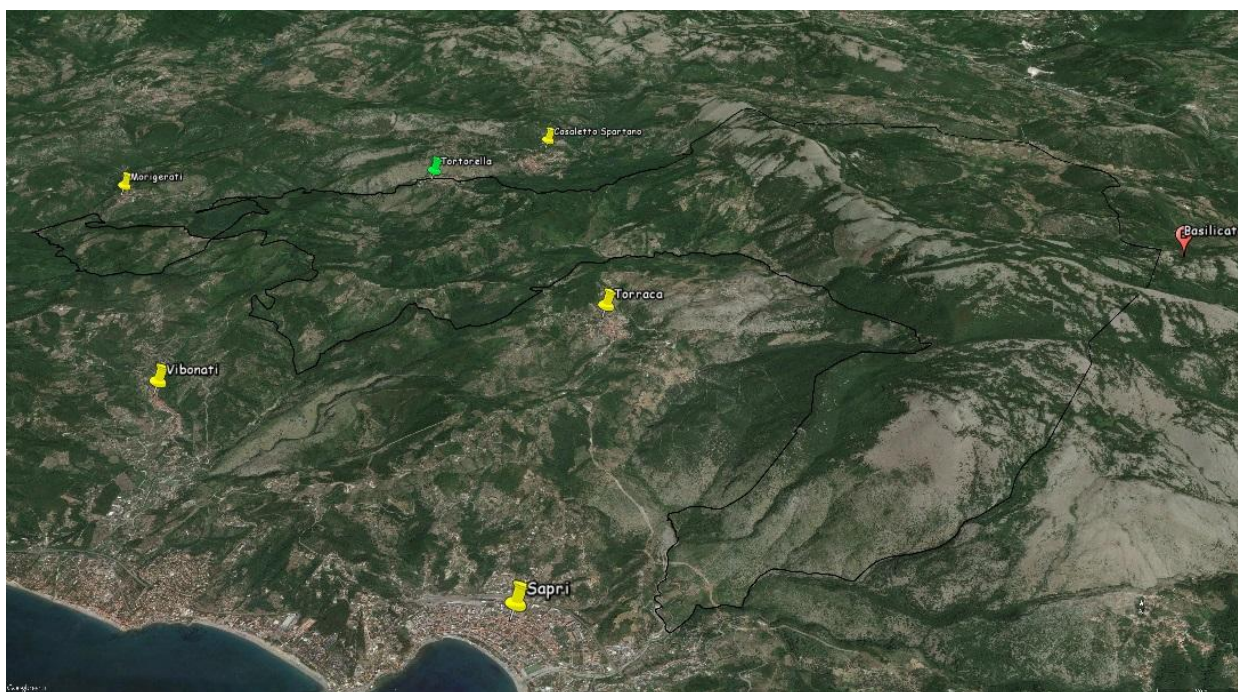 Casaletto Spartano
Tortorella
Morigerati
Basilicat
Torraca
Vibonati
Sapri